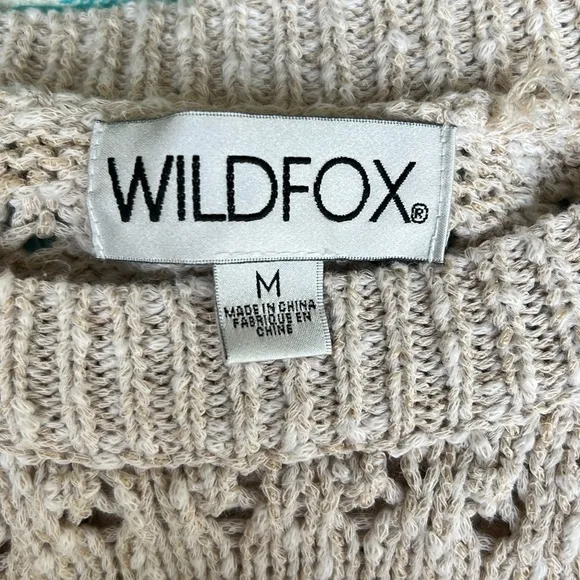 WILDFOX®
M
MADE IN CHINA
FABRIQUE EN
CHINE